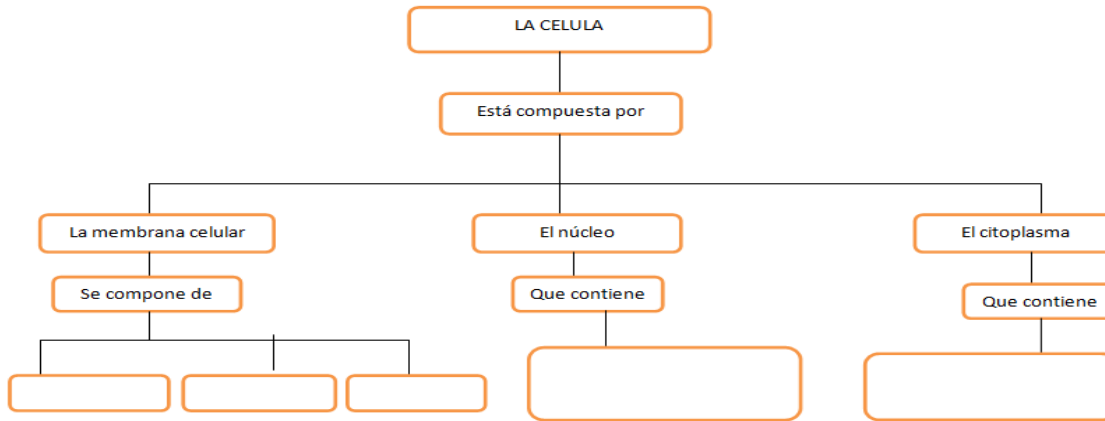 LA CELULA
Está compuesta por
La membrana celular
El núcleo
El citoplasma
Se compone de
Que contiene
Que contiene